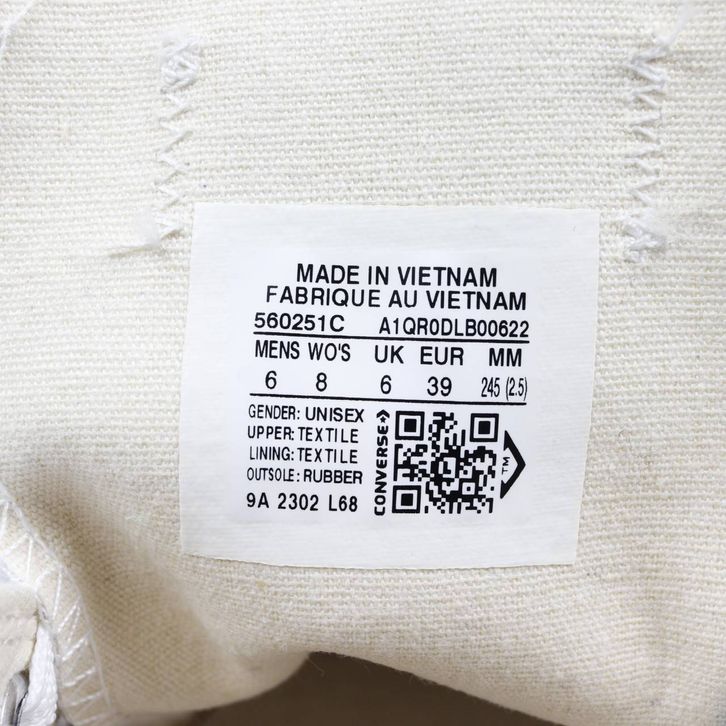 MADE IN VIETNAM
FABRIQUE AU VIETNAM
560251C A1QR0DLB00622
MENS WO'S UK EUR MM
6 8 6 39 245 (2.5)
GENDER: UNISEX
UPPER: TEXTILE
LINING: TEXTILE
OUTSOLE: RUBBER
9A 2302 L68
CONVERSE
TM